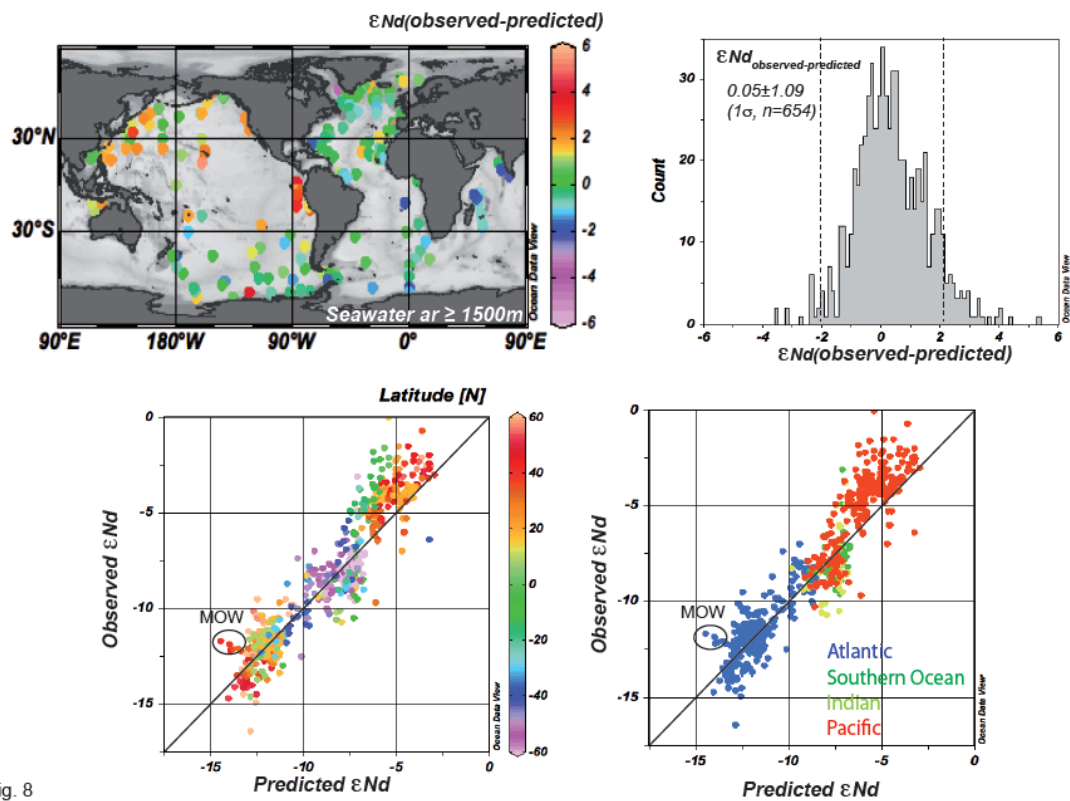 εNd(observed-predicted)
6
4
2
0
-2
-4
-6
30°N
30°S
Seawater ar ≥ 1500m
Ocean Data View
90°E
180°W
90°W
0°
90°E
εNd observed-predicted
0.05±1.09
(1σ, n=654)
Count
30
20
10
0
-6
-4
-2
0
2
4
6
εNd(observed-predicted)
Ocean Data View
Latitude [N]
0
-5
-10
-15
Observed εNd
MOW
60
40
20
0
-20
-40
-60
Ocean Data View
-15
-10
-5
0
Predicted εNd
0
-5
-10
-15
Observed εNd
MOW
Atlantic
Southern Ocean
Indian
Pacific
Ocean Data View
-15
-10
-5
0
Predicted εNd
ig. 8